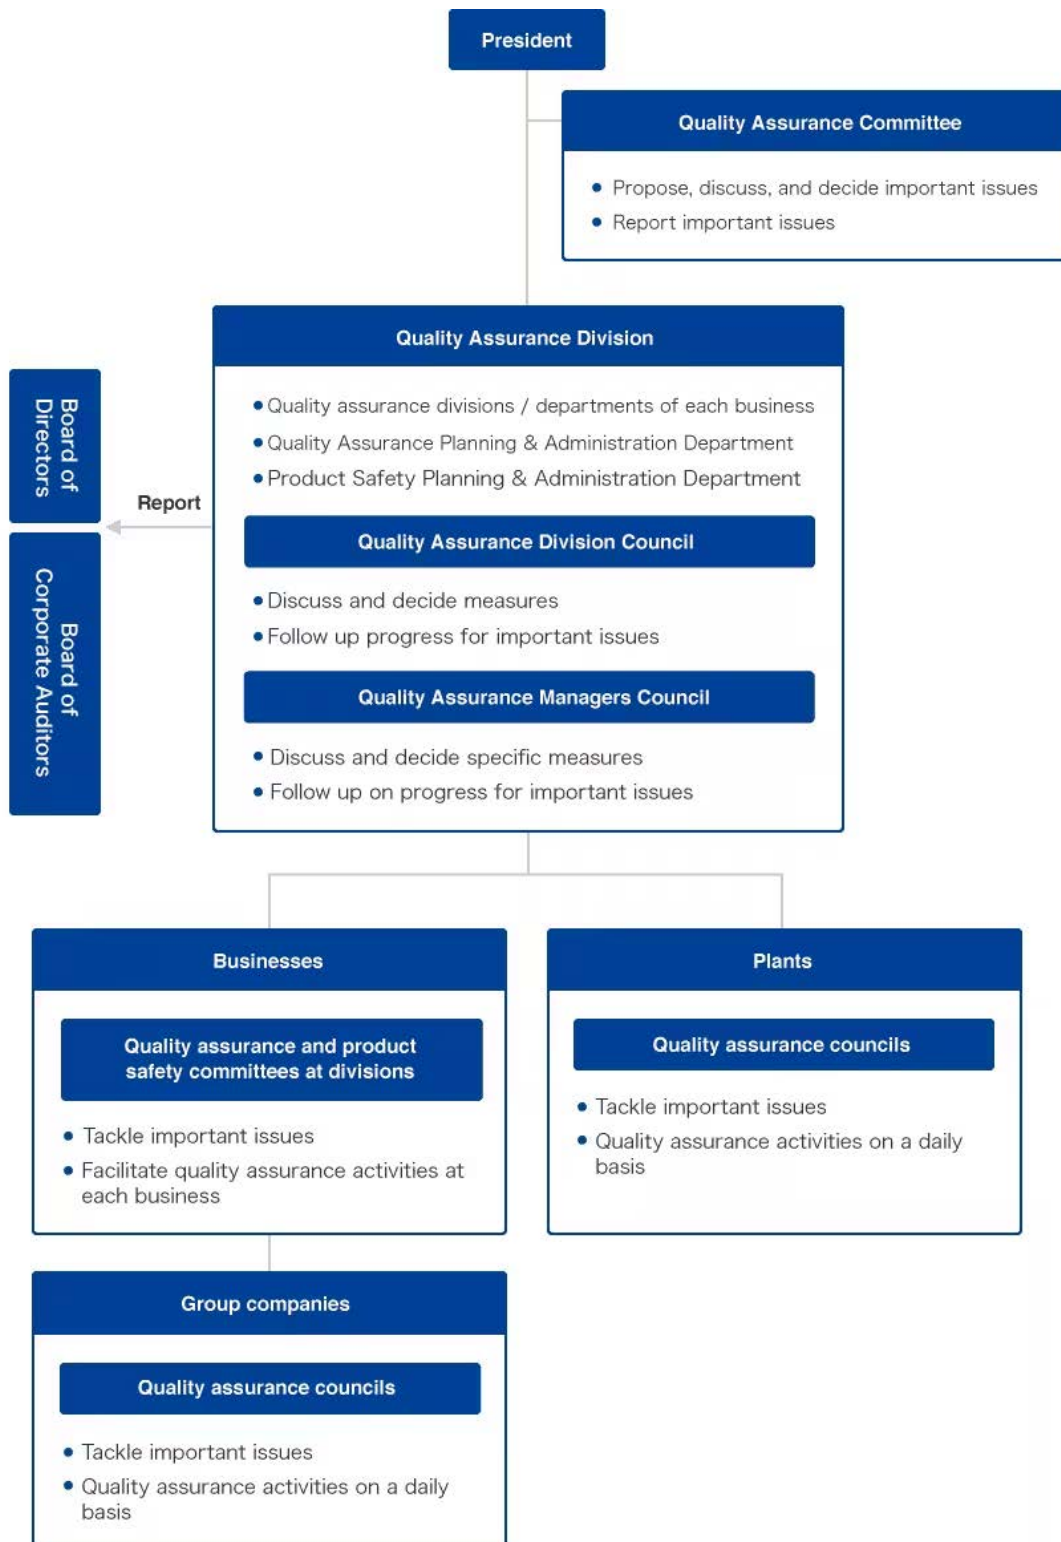 President
Quality Assurance Committee
• Propose, discuss, and decide important issues
• Report important issues
Quality Assurance Division
• Quality assurance divisions / departments of each business
• Quality Assurance Planning & Administration Department
• Product Safety Planning & Administration Department
Quality Assurance Division Council
• Discuss and decide measures
• Follow up progress for important issues
Quality Assurance Managers Council
• Discuss and decide specific measures
• Follow up on progress for important issues
Report
Board of
Directors
Board of
Corporate Auditors
Businesses
Quality assurance and product
safety committees at divisions
• Tackle important issues
• Facilitate quality assurance activities at
each business
Plants
Quality assurance councils
• Tackle important issues
• Quality assurance activities on a daily
basis
Group companies
Quality assurance councils
• Tackle important issues
• Quality assurance activities on a daily
basis